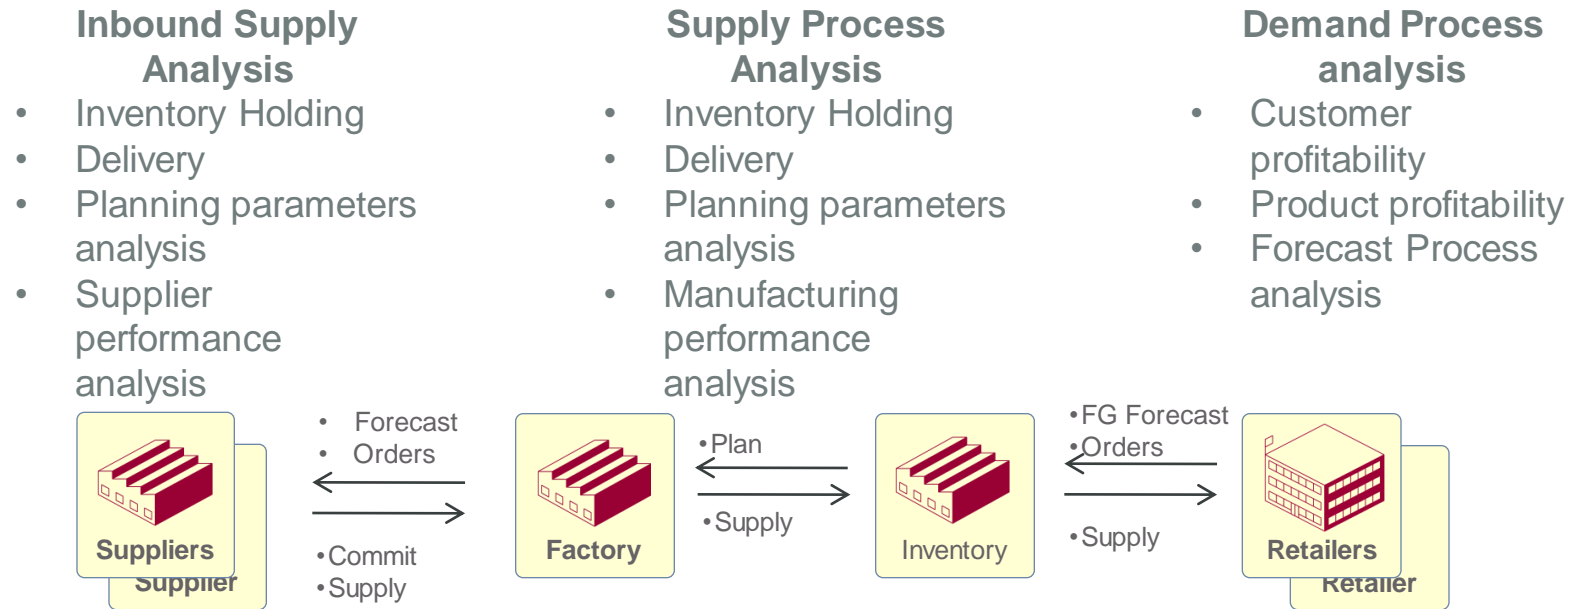 Inbound Supply
Analysis
• Inventory Holding
• Delivery
• Planning parameters
analysis
• Supplier
performance
analysis
Supply Process
Analysis
• Inventory Holding
• Delivery
• Planning parameters
analysis
• Manufacturing
performance
analysis
Demand Process
analysis
• Customer
profitability
• Product profitability
• Forecast Process
analysis
Suppliers
Supplier
• Forecast
• Orders
•Commit
•Supply
Factory
•Plan
•Supply
Inventory
•FG Forecast
•Orders
•Supply
Retailers
Retailer